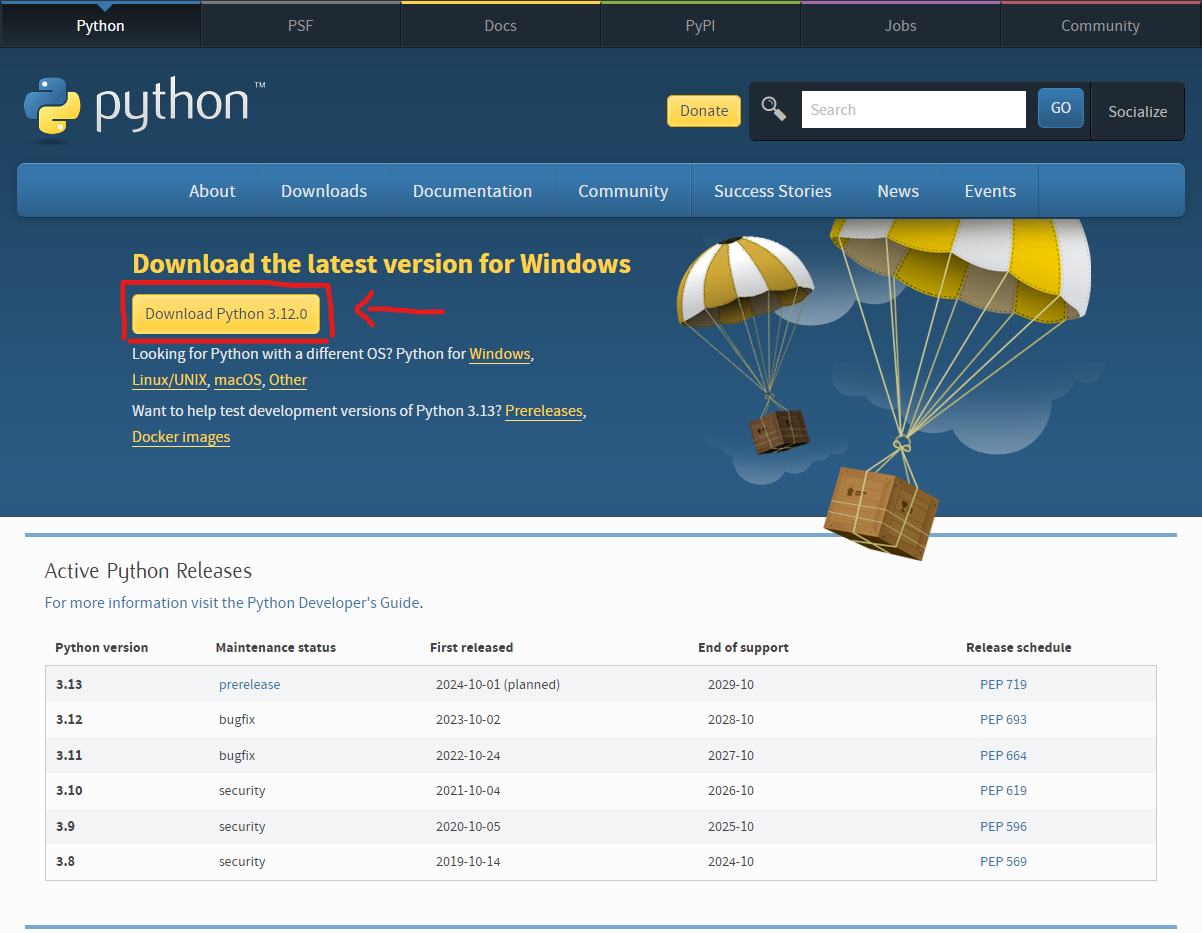 Python PSF Docs PyPI Jobs Community
python™
Donate Search GO Socialize
About Downloads Documentation Community Success Stories News Events
Download the latest version for Windows
Download Python 3.12.0
Looking for Python with a different OS? Python for Windows,
Linux/UNIX, macOS, Other
Want to help test development versions of Python 3.13? Prereleases,
Docker images
Active Python Releases
For more information visit the Python Developer's Guide.
Python version Maintenance status First released End of support Release schedule
3.13 prerelease 2024-10-01 (planned) 2029-10 PEP 719
3.12 bugfix 2023-10-02 2028-10 PEP 693
3.11 bugfix 2022-10-24 2027-10 PEP 664
3.10 security 2021-10-04 2026-10 PEP 619
3.9 security 2020-10-05 2025-10 PEP 596
3.8 security 2019-10-14 2024-10 PEP 569